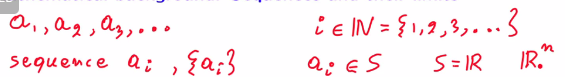 a₁, a₂, a₃, ... i ∈ ℕ = {1, 2, 3, ...}
sequence aᵢ , {aᵢ} aᵢ ∈ S S = ℝ ℝⁿ.